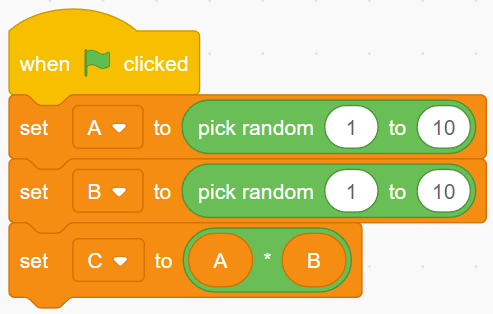 when clicked
set A to pick random 1 to 10
set B to pick random 1 to 10
set C to A * B